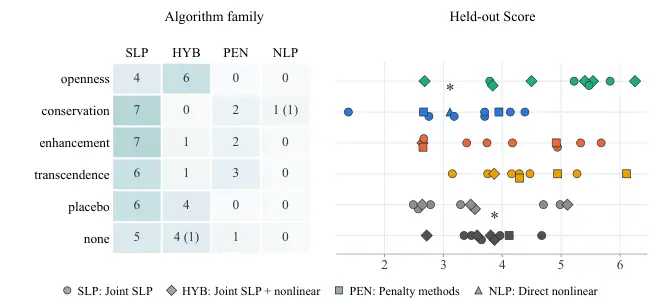 Algorithm family
Held-out Score
SLP HYB PEN NLP
openness 4 6 0 0
*
conservation 7 0 2 1 (1)
enhancement 7 1 2 0
transcendence 6 1 3 0
placebo 6 4 0 0
*
none 5 4 (1) 1 0
2 3 4 5 6
SLP: Joint SLP HYB: Joint SLP + nonlinear PEN: Penalty methods NLP: Direct nonlinear